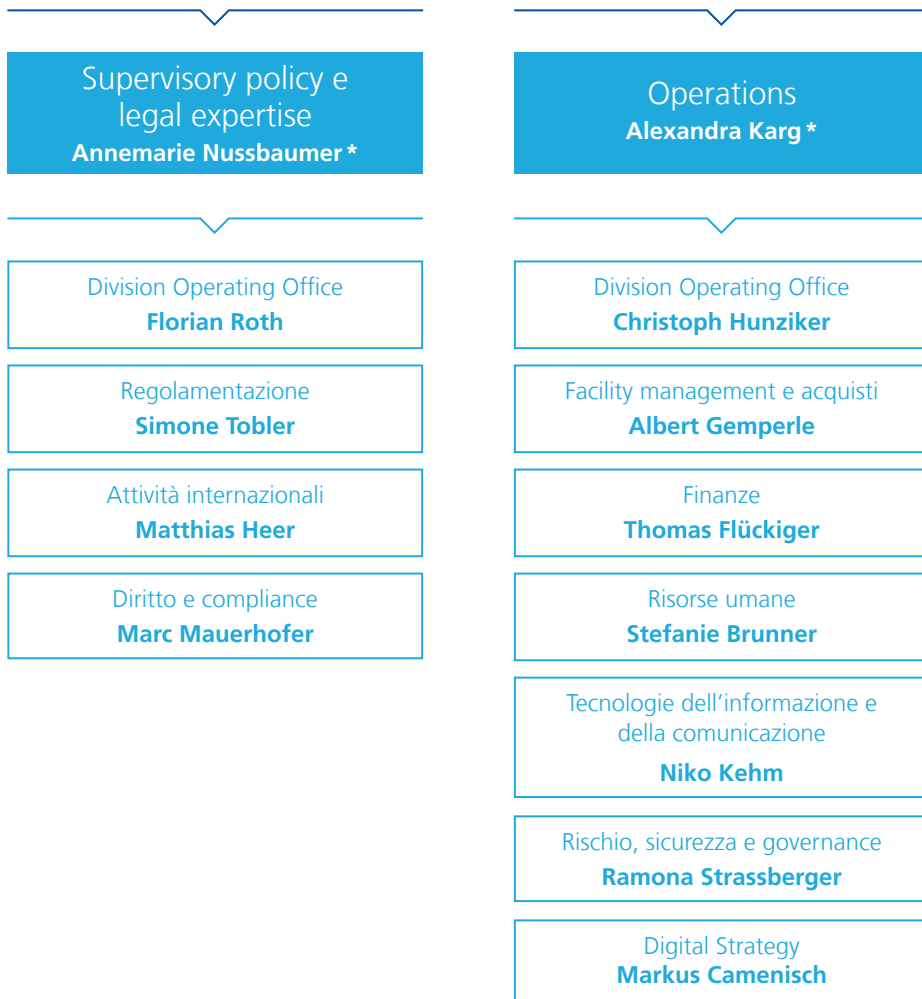 Supervisory policy e
legal expertise
Annemarie Nussbaumer *
Division Operating Office
Florian Roth
Regolamentazione
Simone Tobler
Attività internazionali
Matthias Heer
Diritto e compliance
Marc Mauerhofer
Operations
Alexandra Karg *
Division Operating Office
Christoph Hunziker
Facility management e acquisti
Albert Gemperle
Finanze
Thomas Flückiger
Risorse umane
Stefanie Brunner
Tecnologie dell’informazione e
della comunicazione
Niko Kehm
Rischio, sicurezza e governance
Ramona Strassberger
Digital Strategy
Markus Camenisch